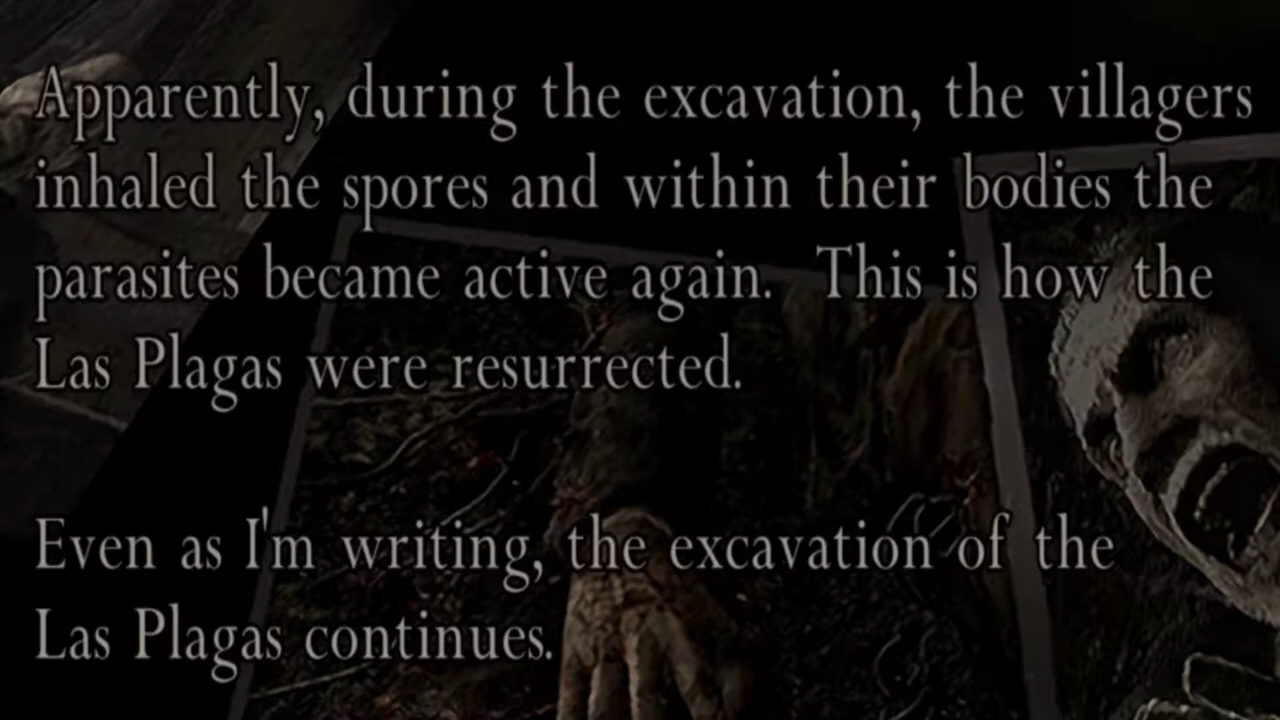 Apparently, during the excavation, the villagers
inhaled the spores and within their bodies the
parasites became active again. This is how the
Las Plagas were resurrected.
Even as I'm writing, the excavation of the
Las Plagas continues.